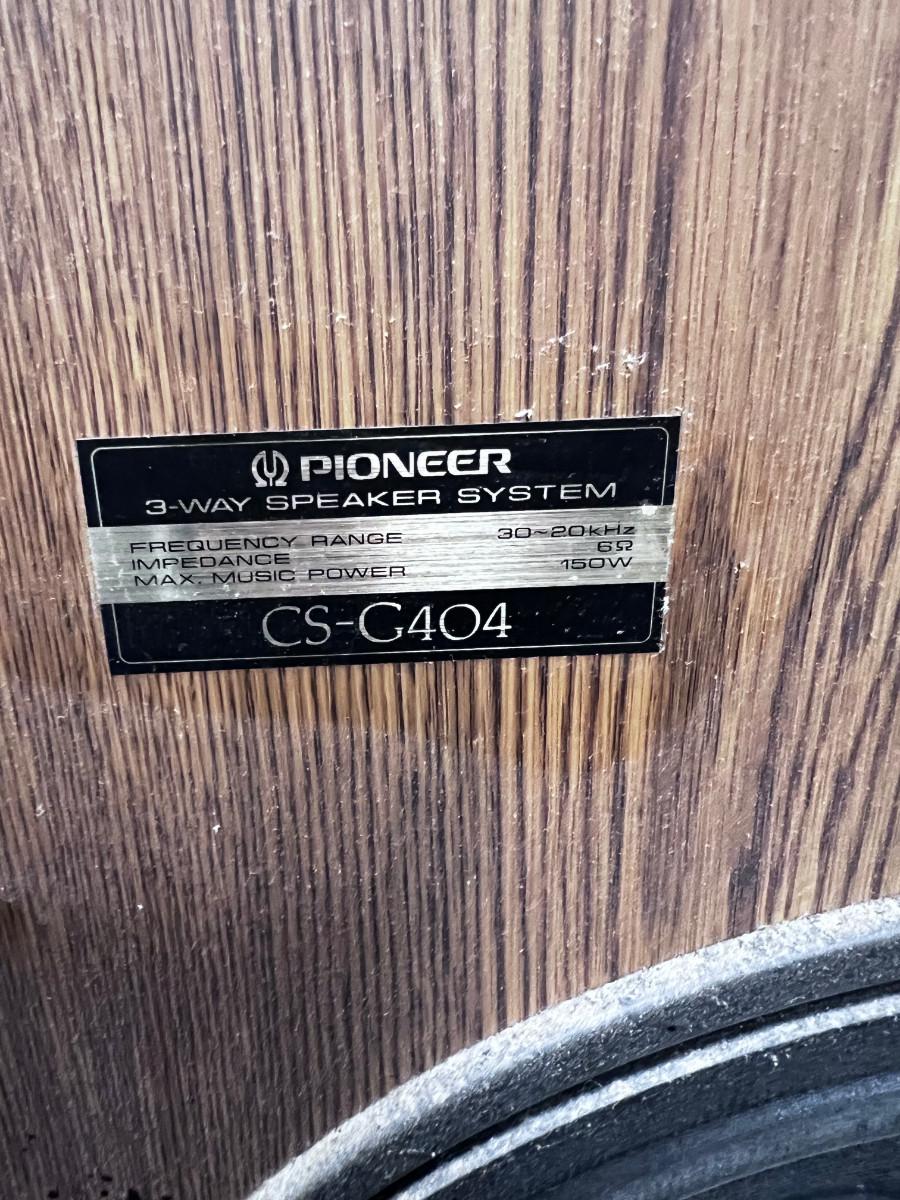 PIONEER
3-WAY SPEAKER SYSTEM
FREQUENCY RANGE 30~20kHz
IMPEDANCE 6Ω
MAX. MUSIC POWER 150W
CS-G404